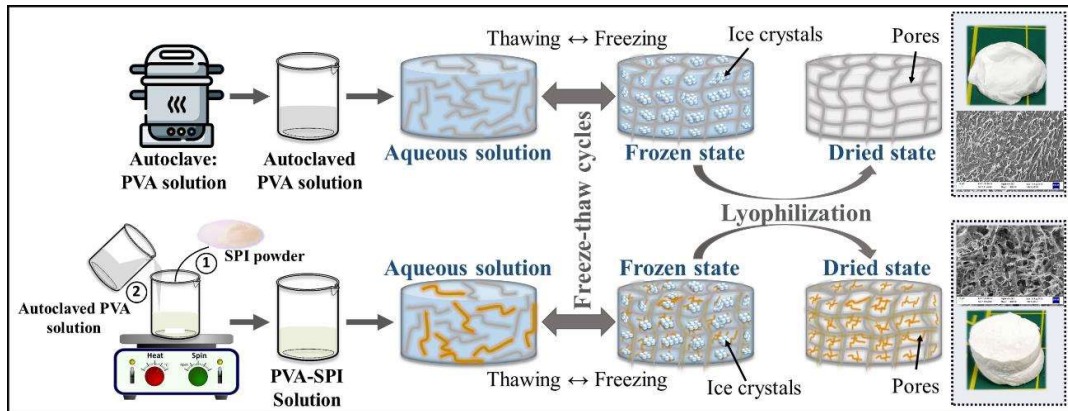 Thawing ↔ Freezing
Ice crystals
Pores
Autoclave:
PVA solution
Autoclaved
PVA solution
Aqueous solution
Frozen state
Dried state
Freeze-thaw cycles
Lyophilization
1
SPI powder
2
Autoclaved PVA
solution
Heat
Spin
PVA-SPI
Solution
Aqueous solution
Frozen state
Dried state
Thawing ↔ Freezing
Ice crystals
Pores